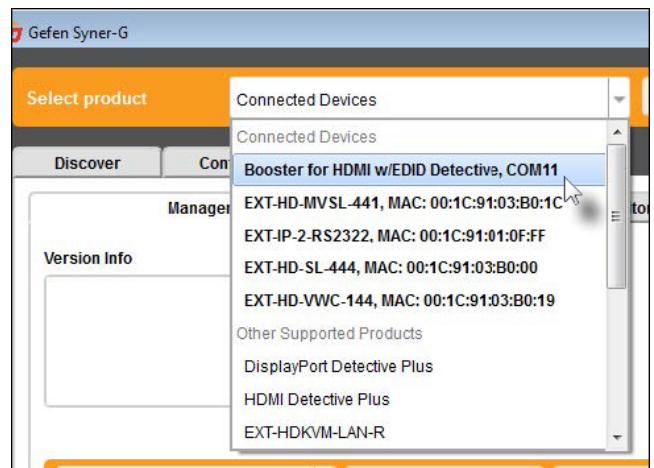 Gefen Syner-G
Select product
Connected Devices
Connected Devices
Discover
Booster for HDMI w/EDID Detective, COM11
EXT-HD-MVSL-441, MAC: 00:1C:91:03:B0:1C
EXT-IP-2-RS2322, MAC: 00:1C:91:01:0F:FF
Version Info
EXT-HD-SL-444, MAC: 00:1C:91:03:B0:00
EXT-HD-VWC-144, MAC: 00:1C:91:03:B0:19
Other Supported Products
DisplayPort Detective Plus
HDMI Detective Plus
EXT-HDKVM-LAN-R